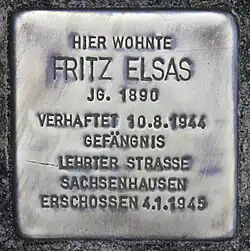 HIER WOHNTE
FRITZ ELSAS
JG. 1890
VERHAFTET 10.8.1944
GEFÄNGNIS
LEHRTER STRASSE
SACHSENHAUSEN
ERSCHOSSEN 4.1.1945